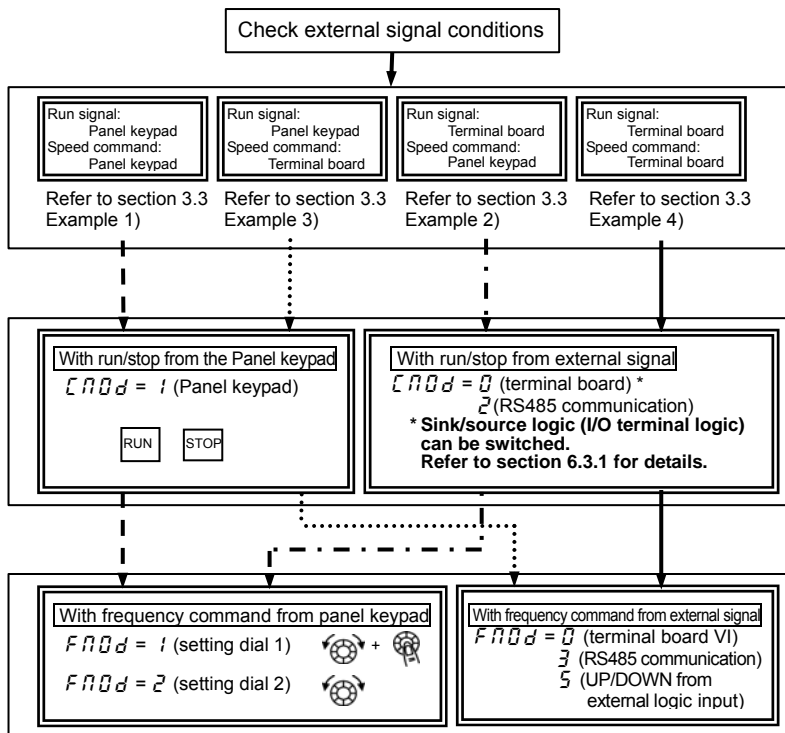 Check external signal conditions
Run signal:
Panel keypad
Speed command:
Panel keypad
Refer to section 3.3
Example 1)
Run signal:
Panel keypad
Speed command:
Terminal board
Refer to section 3.3
Example 3)
Run signal:
Terminal board
Speed command:
Panel keypad
Refer to section 3.3
Example 2)
Run signal:
Terminal board
Speed command:
Terminal board
Refer to section 3.3
Example 4)
With run/stop from the Panel keypad
CMOd = 1 (Panel keypad)
RUN STOP
With run/stop from external signal
CMOd = 0 (terminal board) *
2 (RS485 communication)
* Sink/source logic (I/O terminal logic)
can be switched.
Refer to section 6.3.1 for details.
With frequency command from panel keypad
FMOd = 1 (setting dial 1) +
FMOd = 2 (setting dial 2)
With frequency command from external signal
FMOd = 0 (terminal board VI)
3 (RS485 communication)
5 (UP/DOWN from
external logic input)